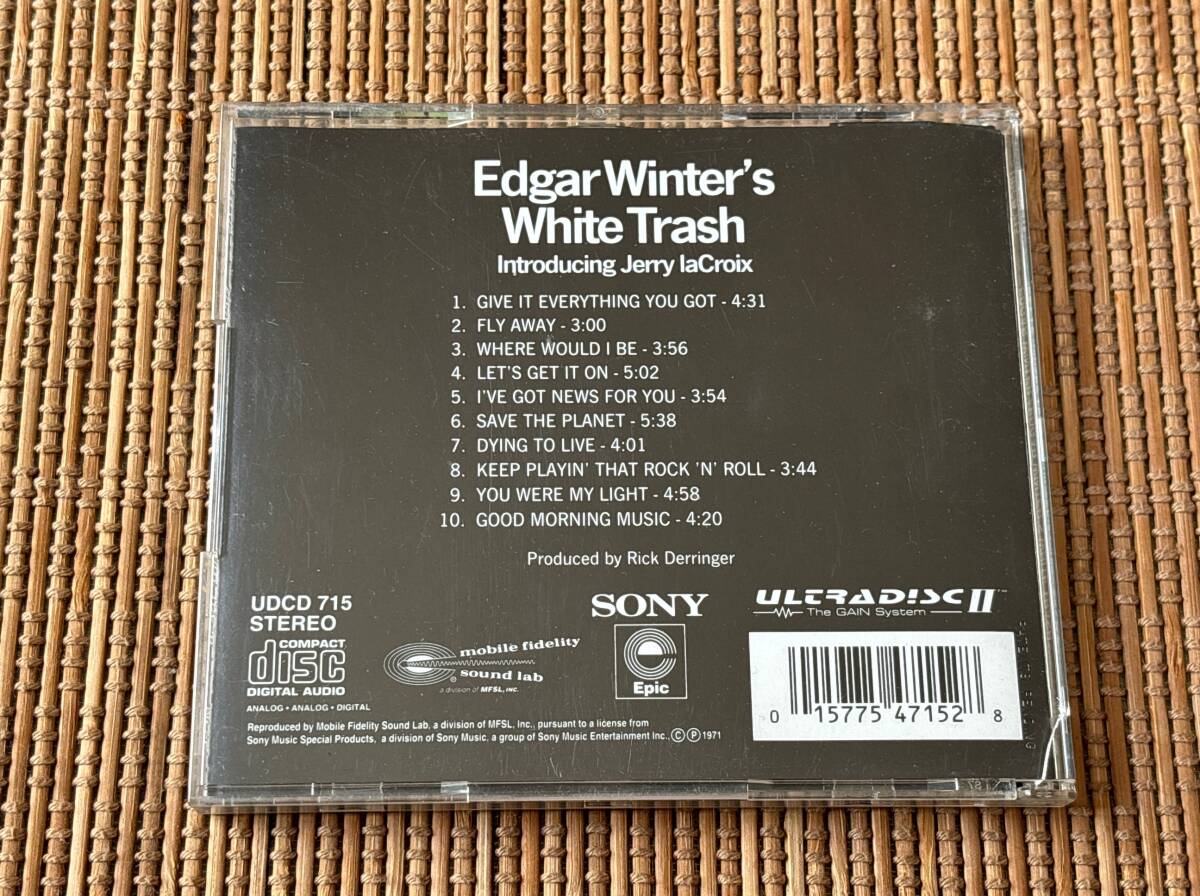 Edgar Winter's
White Trash
Introducing Jerry laCroix
1. GIVE IT EVERYTHING YOU GOT - 4:31
2. FLY AWAY - 3:00
3. WHERE WOULD I BE - 3:56
4. LET'S GET IT ON - 5:02
5. I'VE GOT NEWS FOR YOU - 3:54
6. SAVE THE PLANET - 5:38
7. DYING TO LIVE - 4:01
8. KEEP PLAYIN' THAT ROCK 'N' ROLL - 3:44
9. YOU WERE MY LIGHT - 4:58
10. GOOD MORNING MUSIC - 4:20
Produced by Rick Derringer
UDCD 715
STEREO
COMPACT
disc
DIGITAL AUDIO
ANALOG • ANALOG • DIGITAL
mobile fidelity
sound lab
®
a division of MFSL, INC.
SONY
Epic
ULTRADISC II™
The GAIN System
0 15775 47152 8
Reproduced by Mobile Fidelity Sound Lab, a division of MFSL, Inc., pursuant to a license from
Sony Music Special Products, a division of Sony Music, a group of Sony Music Entertainment Inc., Ⓒ Ⓟ 1971